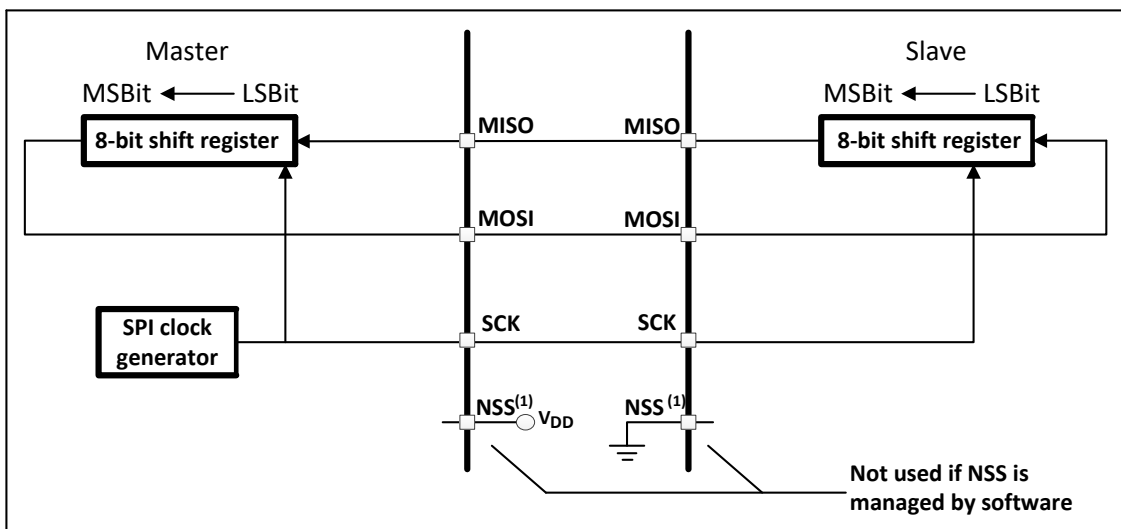 Master
Slave
MSBit LSBit
MSBit LSBit
8-bit shift register
MISO
MISO
8-bit shift register
MOSI
MOSI
SPI clock
generator
SCK
SCK
NSS(1)
VDD
NSS (1)
Not used if NSS is
managed by software